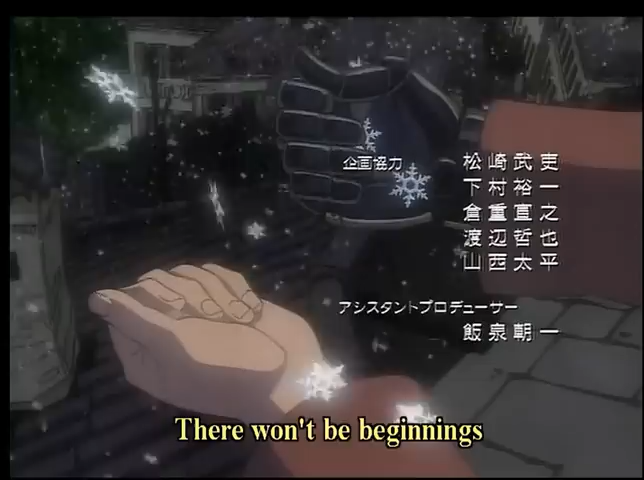 企画協力
松崎武吏
下村裕一
倉重宣之
渡辺哲也
山西太平
アシスタントプロデューサー
飯泉朝一
There won't be beginnings